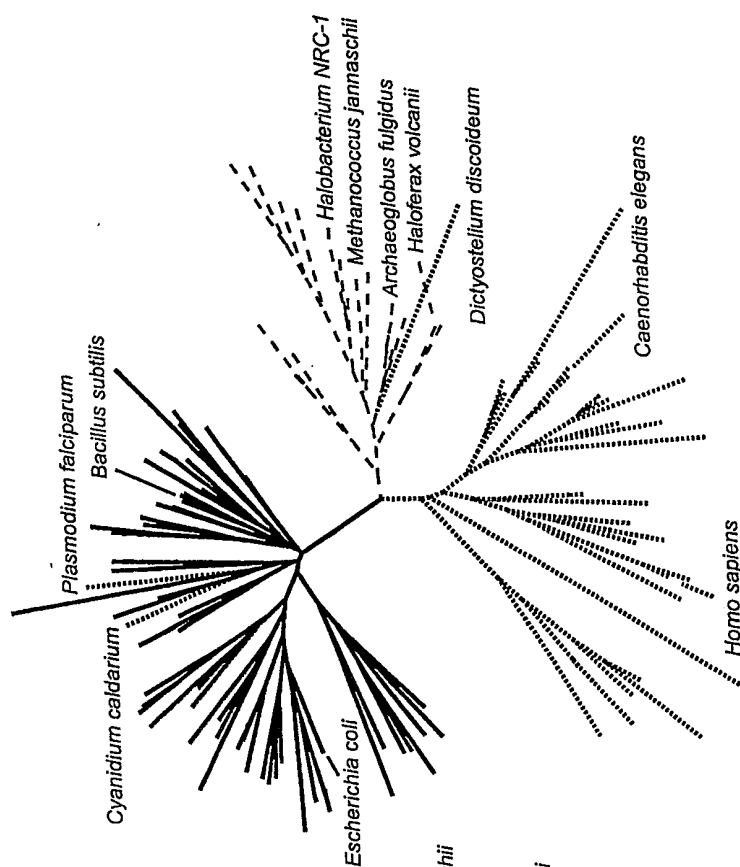 Plasmodium falciparum
Bacillus subtilis
Cyanidium caldarium
Escherichia coli
Halobacterium NRC-1
Methanococcus jannaschii
Archaeoglobus fulgidus
Haloferax volcanii
Dictyostelium discoideum
Caenorhabditis elegans
Homo sapiens
hii
i